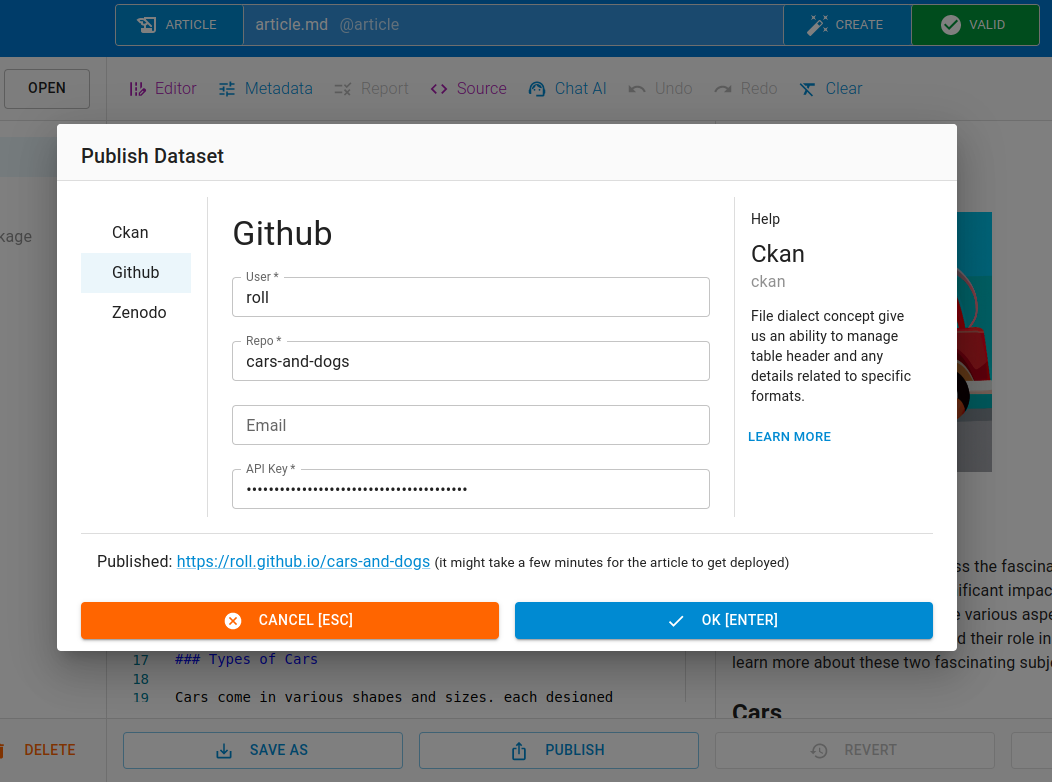 ARTICLE
article.md @article
CREATE
VALID
OPEN
Editor
Metadata
Report
Source
Chat AI
Undo
Redo
Clear
Publish Dataset
kage
Ckan
Github
Zenodo
Github
User *
roll
Repo *
cars-and-dogs
Email
API Key *
••••••••••••••••••••••••••••••••••••••••
Help
Ckan
ckan
File dialect concept give
us an ability to manage
table header and any
details related to specific
formats.
LEARN MORE
Published: https://roll.github.io/cars-and-dogs (it might take a few minutes for the article to get deployed)
CANCEL [ESC]
OK [ENTER]
ss the fascina
ificant impac
e various aspe
d their role in
learn more about these two fascinating subj
Cars
17 ### Types of Cars
18
19 Cars come in various shapes and sizes, each designed
DELETE
SAVE AS
PUBLISH
REVERT